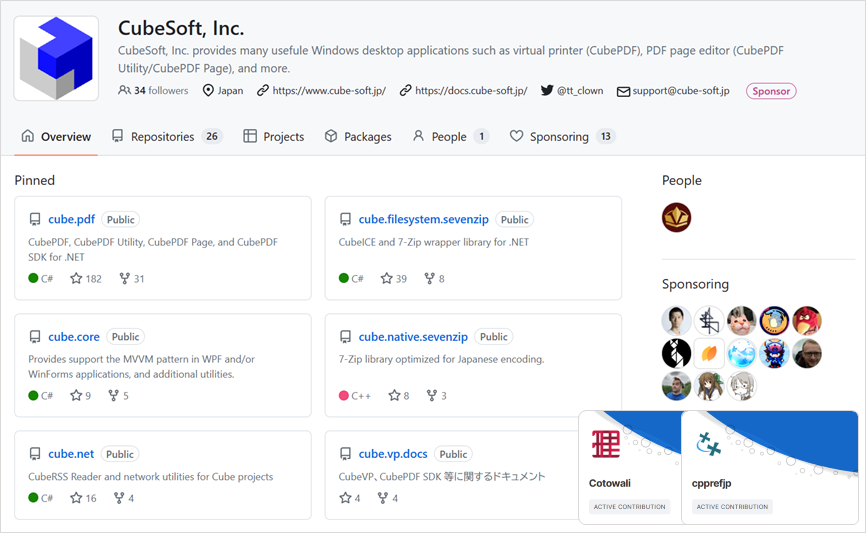 CubeSoft, Inc.
CubeSoft, Inc. provides many usefule Windows desktop applications such as virtual printer (CubePDF), PDF page editor (CubePDF
Utility/CubePDF Page), and more.
34 followers Japan https://www.cube-soft.jp/ https://docs.cube-soft.jp/ @tt_clown support@cube-soft.jp Sponsor
Overview Repositories 26 Projects Packages People 1 Sponsoring 13
Pinned
cube.pdf Public
CubePDF, CubePDF Utility, CubePDF Page, and CubePDF
SDK for .NET
C# 182 31
cube.filesystem.sevenzip Public
CubeICE and 7-Zip wrapper library for .NET
C# 39 8
cube.core Public
Provides support the MVVM pattern in WPF and/or
WinForms applications, and additional utilities.
C# 9 5
cube.native.sevenzip Public
7-Zip library optimized for Japanese encoding.
C++ 8 3
cube.net Public
CubeRSS Reader and network utilities for Cube projects
C# 16 4
cube.vp.docs Public
CubeVP、CubePDF SDK 等に関するドキュメント
4 4
People
Sponsoring
Cotowali
ACTIVE CONTRIBUTION
cpprefjp
ACTIVE CONTRIBUTION